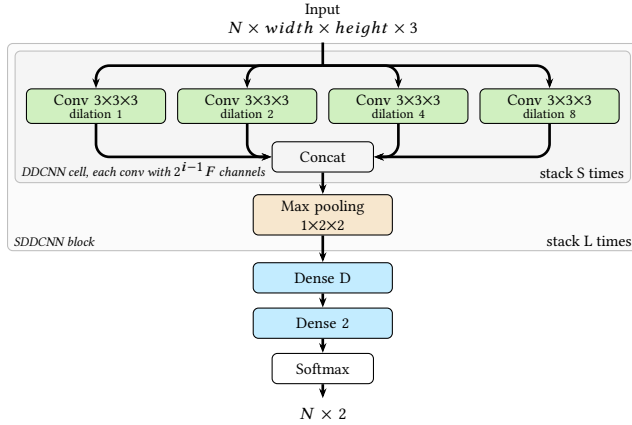 Input
N × width × height × 3
Conv 3×3×3
dilation 1
Conv 3×3×3
dilation 2
Conv 3×3×3
dilation 4
Conv 3×3×3
dilation 8
Concat
DDCNN cell, each conv with 2^{i−1}F channels
stack S times
Max pooling
1×2×2
SDDCNN block
stack L times
Dense D
Dense 2
Softmax
N × 2